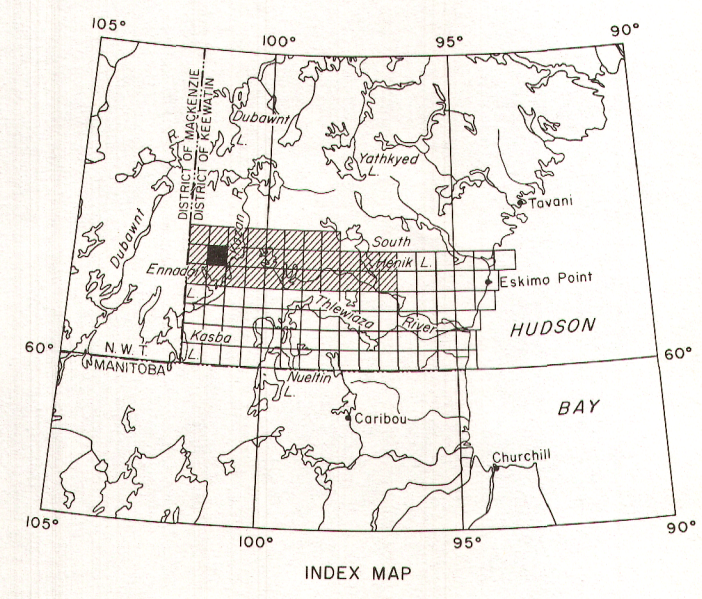 105°
100°
95°
90°
DISTRICT OF MACKENZIE
DISTRICT OF KEEWATIN
Dubawnt
L.
Yathkyed
L.
R.
R.
Tavani
Dubawnt
Kazan
South
Henik L.
Ennadai
L.
Eskimo Point
Thlewiaza
River
HUDSON
Kasba
L.
60°
N. W. T.
MANITOBA
60°
Nueltin
L.
BAY
Caribou
Churchill
105°
100°
95°
90°
INDEX MAP